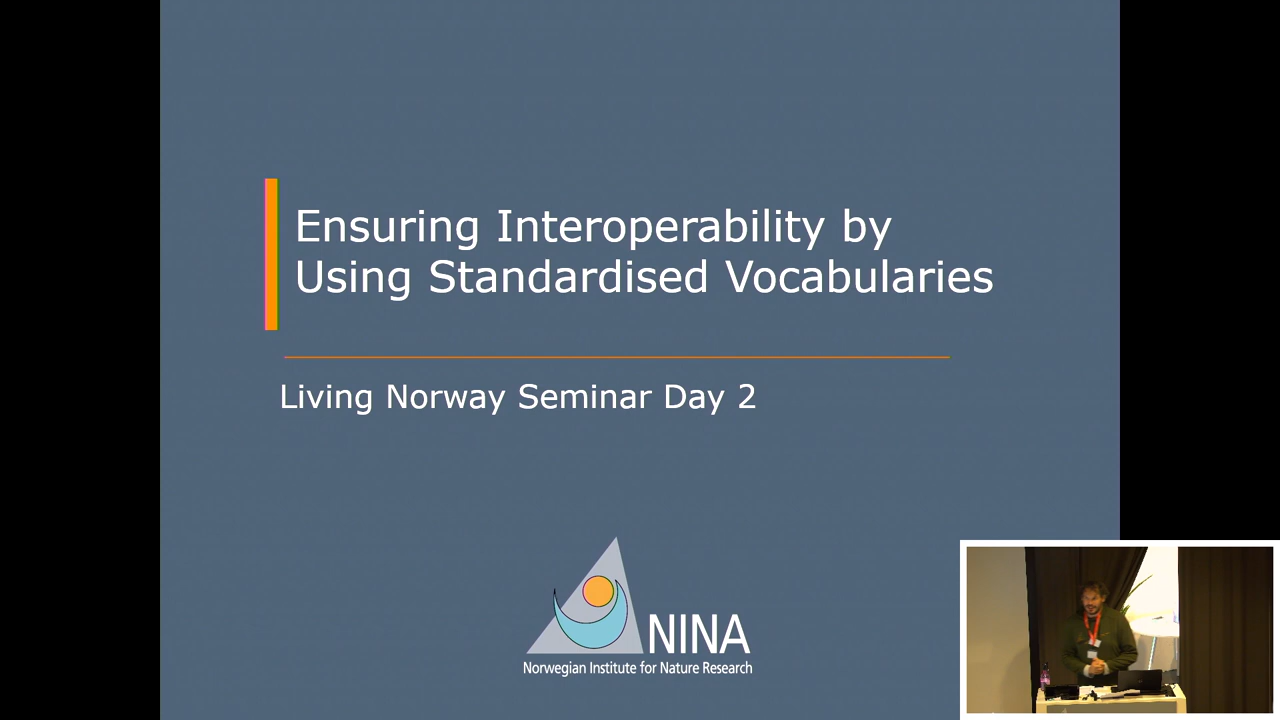 Ensuring Interoperability by
Using Standardised Vocabularies
Living Norway Seminar Day 2
NINA
Norwegian Institute for Nature Research